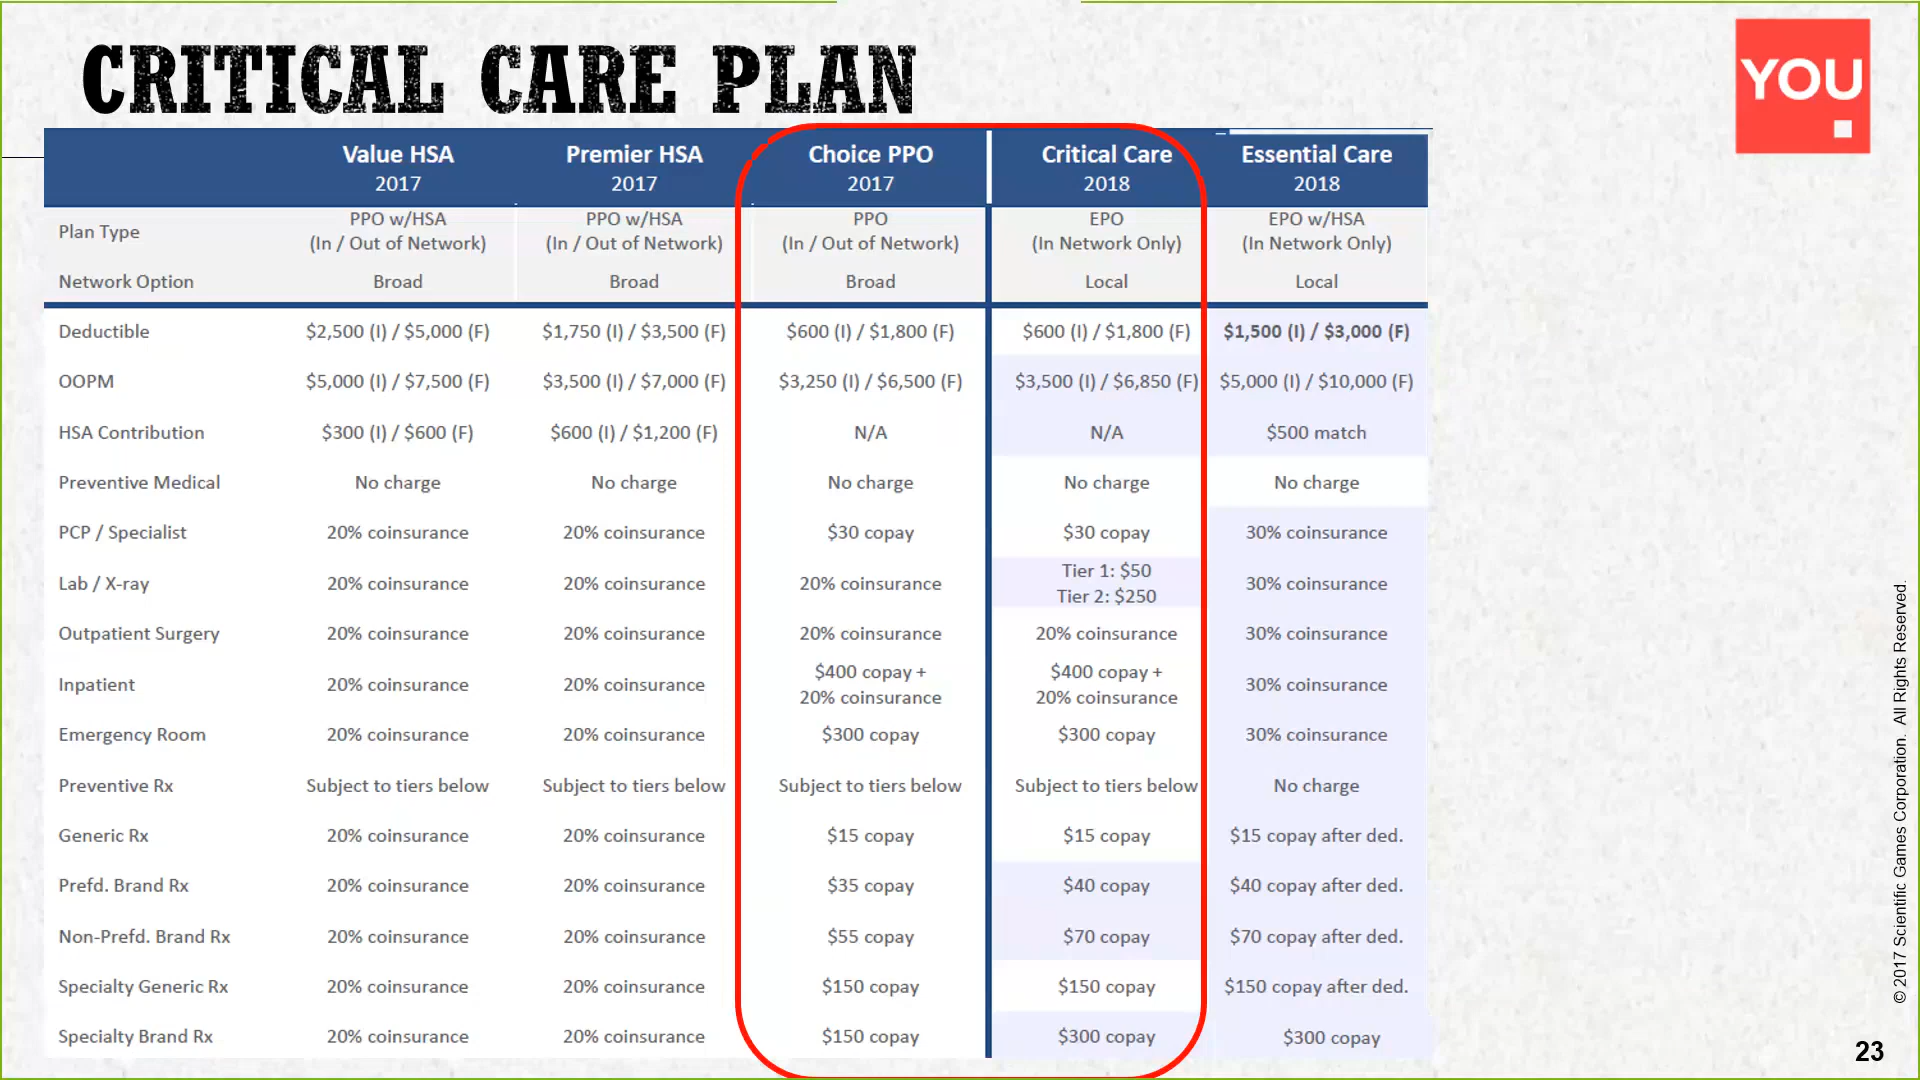 CRITICAL CARE PLAN
YOU
Value HSA Premier HSA Choice PPO Critical Care Essential Care
2017 2017 2017 2018 2018
Plan Type PPO w/HSA (In / Out of Network) PPO w/HSA (In / Out of Network) PPO (In / Out of Network) EPO (In Network Only) EPO w/HSA (In Network Only)
Network Option Broad Broad Broad Local Local
Deductible $2,500 (I) / $5,000 (F) $1,750 (I) / $3,500 (F) $600 (I) / $1,800 (F) $600 (I) / $1,800 (F) $1,500 (I) / $3,000 (F)
OOPM $5,000 (I) / $7,500 (F) $3,500 (I) / $7,000 (F) $3,250 (I) / $6,500 (F) $3,500 (I) / $6,850 (F) $5,000 (I) / $10,000 (F)
HSA Contribution $300 (I) / $600 (F) $600 (I) / $1,200 (F) N/A N/A $500 match
Preventive Medical No charge No charge No charge No charge No charge
PCP / Specialist 20% coinsurance 20% coinsurance $30 copay $30 copay 30% coinsurance
Lab / X-ray 20% coinsurance 20% coinsurance 20% coinsurance Tier 1: $50 Tier 2: $250 30% coinsurance
Outpatient Surgery 20% coinsurance 20% coinsurance 20% coinsurance 20% coinsurance 30% coinsurance
Inpatient 20% coinsurance 20% coinsurance $400 copay + 20% coinsurance $400 copay + 20% coinsurance 30% coinsurance
Emergency Room 20% coinsurance 20% coinsurance $300 copay $300 copay 30% coinsurance
Preventive Rx Subject to tiers below Subject to tiers below Subject to tiers below Subject to tiers below No charge
Generic Rx 20% coinsurance 20% coinsurance $15 copay $15 copay $15 copay after ded.
Prefd. Brand Rx 20% coinsurance 20% coinsurance $35 copay $40 copay $40 copay after ded.
Non-Prefd. Brand Rx 20% coinsurance 20% coinsurance $55 copay $70 copay $70 copay after ded.
Specialty Generic Rx 20% coinsurance 20% coinsurance $150 copay $150 copay $150 copay after ded.
Specialty Brand Rx 20% coinsurance 20% coinsurance $150 copay $300 copay $300 copay
© 2017 Scientific Games Corporation. All Rights Reserved.
23